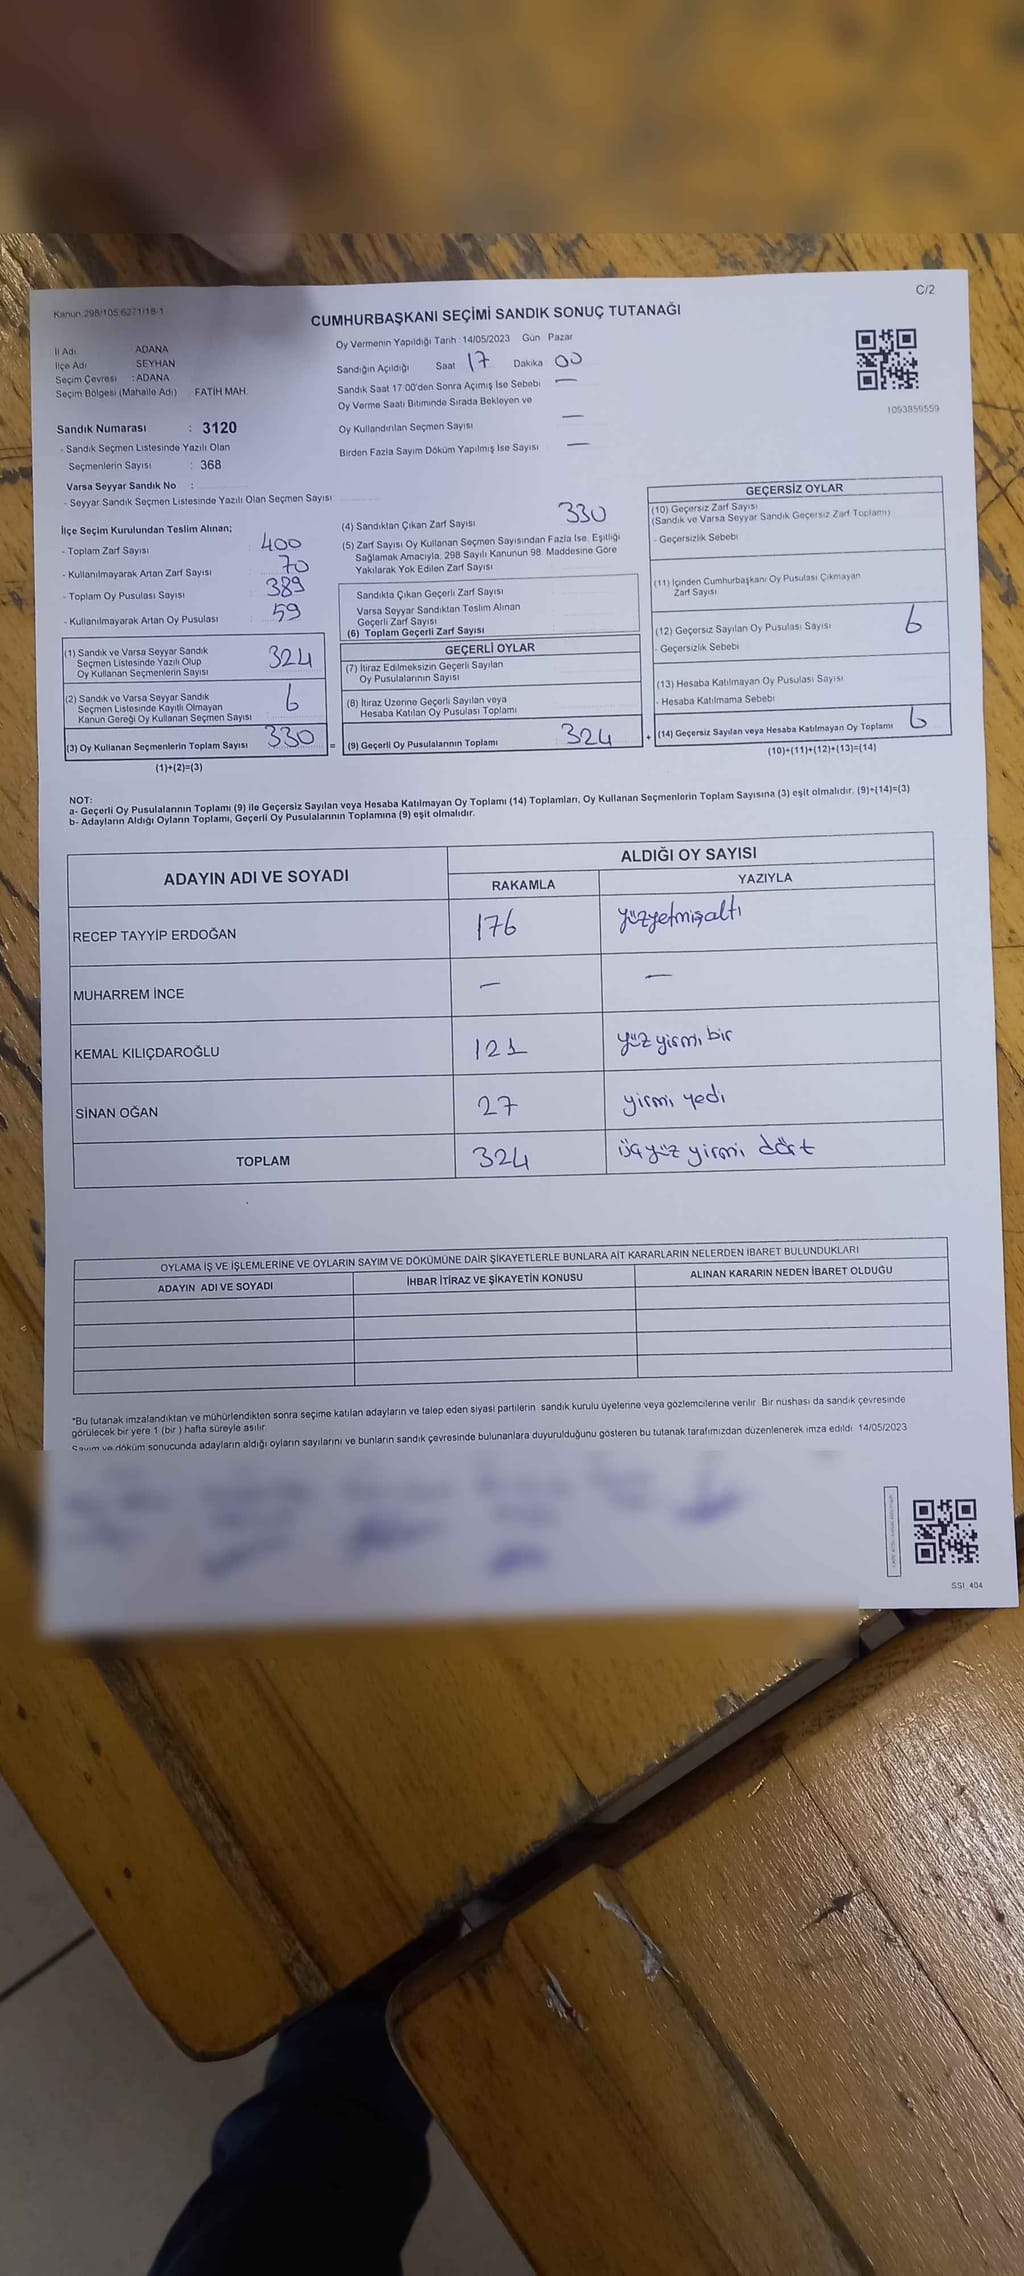 C/2
Kanun 298/105,6271/18-1
CUMHURBAŞKANI SEÇİMİ SANDIK SONUÇ TUTANAĞI
İl Adı ADANA
İlçe Adı SEYHAN
Seçim Çevresi : ADANA
Seçim Bölgesi (Mahalle Adı) FATİH MAH.
Sandık Numarası : 3120
- Sandık Seçmen Listesinde Yazılı Olan
Seçmenlerin Sayısı : 368
Varsa Seyyar Sandık No :
- Seyyar Sandık Seçmen Listesinde Yazılı Olan Seçmen Sayısı
Oy Vermenin Yapıldığı Tarih : 14/05/2023 Gün Pazar
Sandığın Açıldığı Saat 17 Dakika 00
Sandık Saat 17:00'den Sonra Açımış İse Sebebi —
Oy Verme Saati Bitiminde Sırada Bekleyen ve
Oy Kullandırılan Seçmen Sayısı —
Birden Fazla Sayım Döküm Yapılmış İse Sayısı —
1093859559
İlçe Seçim Kurulundan Teslim Alınan;
- Toplam Zarf Sayısı 400
- Kullanılmayarak Artan Zarf Sayısı 70
- Toplam Oy Pusulası Sayısı 389
- Kullanılmayarak Artan Oy Pusulası 59
(1) Sandık ve Varsa Seyyar Sandık
Seçmen Listesinde Yazılı Olup
Oy Kullanan Seçmenlerin Sayısı 324
(2) Sandık ve Varsa Seyyar Sandık
Seçmen Listesinde Kayıtlı Olmayan
Kanun Gereği Oy Kullanan Seçmen Sayısı 6
(3) Oy Kullanan Seçmenlerin Toplam Sayısı 330 =
(1)+(2)=(3)
(4) Sandıktan Çıkan Zarf Sayısı 330
(5) Zarf Sayısı Oy Kullanan Seçmen Sayısından Fazla İse, Eşitliği
Sağlamak Amacıyla, 298 Sayılı Kanunun 98. Maddesine Göre
Yakılarak Yok Edilen Zarf Sayısı
Sandıkta Çıkan Geçerli Zarf Sayısı
Varsa Seyyar Sandıktan Teslim Alınan
Geçerli Zarf Sayısı
(6) Toplam Geçerli Zarf Sayısı
GEÇERLİ OYLAR
(7) İtiraz Edilmeksizin Geçerli Sayılan
Oy Pusulalarının Sayısı
(8) İtiraz Üzerine Geçerli Sayılan veya
Hesaba Katılan Oy Pusulası Toplamı
(9) Geçerli Oy Pusulalarının Toplamı 324 +
GEÇERSİZ OYLAR
(10) Geçersiz Zarf Sayısı
(Sandık ve Varsa Seyyar Sandık Geçersiz Zarf Toplamı)
- Geçersizlik Sebebi
(11) İçinden Cumhurbaşkanı Oy Pusulası Çıkmayan
Zarf Sayısı
(12) Geçersiz Sayılan Oy Pusulası Sayısı 6
- Geçersizlik Sebebi
(13) Hesaba Katılmayan Oy Pusulası Sayısı
- Hesaba Katılmama Sebebi
(14) Geçersiz Sayılan veya Hesaba Katılmayan Oy Toplamı 6
(10)+(11)+(12)+(13)=(14)
NOT:
a- Geçerli Oy Pusulalarının Toplamı (9) ile Geçersiz Sayılan veya Hesaba Katılmayan Oy Toplamı (14) Toplamları, Oy Kullanan Seçmenlerin Toplam Sayısına (3) eşit olmalıdır. (9)+(14)=(3)
b- Adayların Aldığı Oyların Toplamı, Geçerli Oy Pusulalarının Toplamına (9) eşit olmalıdır.
ADAYIN ADI VE SOYADI ALDIĞI OY SAYISI
RAKAMLA YAZIYLA
RECEP TAYYİP ERDOĞAN 176 yüzyetmişaltı
MUHARREM İNCE — —
KEMAL KILIÇDAROĞLU 121 yüz yirmi bir
SİNAN OĞAN 27 yirmi yedi
TOPLAM 324 üçyüz yirmi dört
OYLAMA İŞ VE İŞLEMLERİNE VE OYLARIN SAYIM VE DÖKÜMÜNE DAİR ŞİKAYETLERLE BUNLARA AİT KARARLARIN NELERDEN İBARET BULUNDUKLARI
ADAYIN ADI VE SOYADI İHBAR İTİRAZ VE ŞİKAYETİN KONUSU ALINAN KARARIN NEDEN İBARET OLDUĞU
*Bu tutanak imzalandıktan ve mühürlendikten sonra seçime katılan adayların ve talep eden siyasi partilerin sandık kurulu üyelerine veya gözlemcilerine verilir. Bir nüshası da sandık çevresinde
görülecek bir yere 1 (bir) hafta süreyle asılır.
Sayım ve döküm sonucunda adayların aldığı oyların sayılarını ve bunların sandık çevresinde bulunanlara duyurulduğunu gösteren bu tutanak tarafımızdan düzenlenerek imza edildi. 14/05/2023
SSI_404